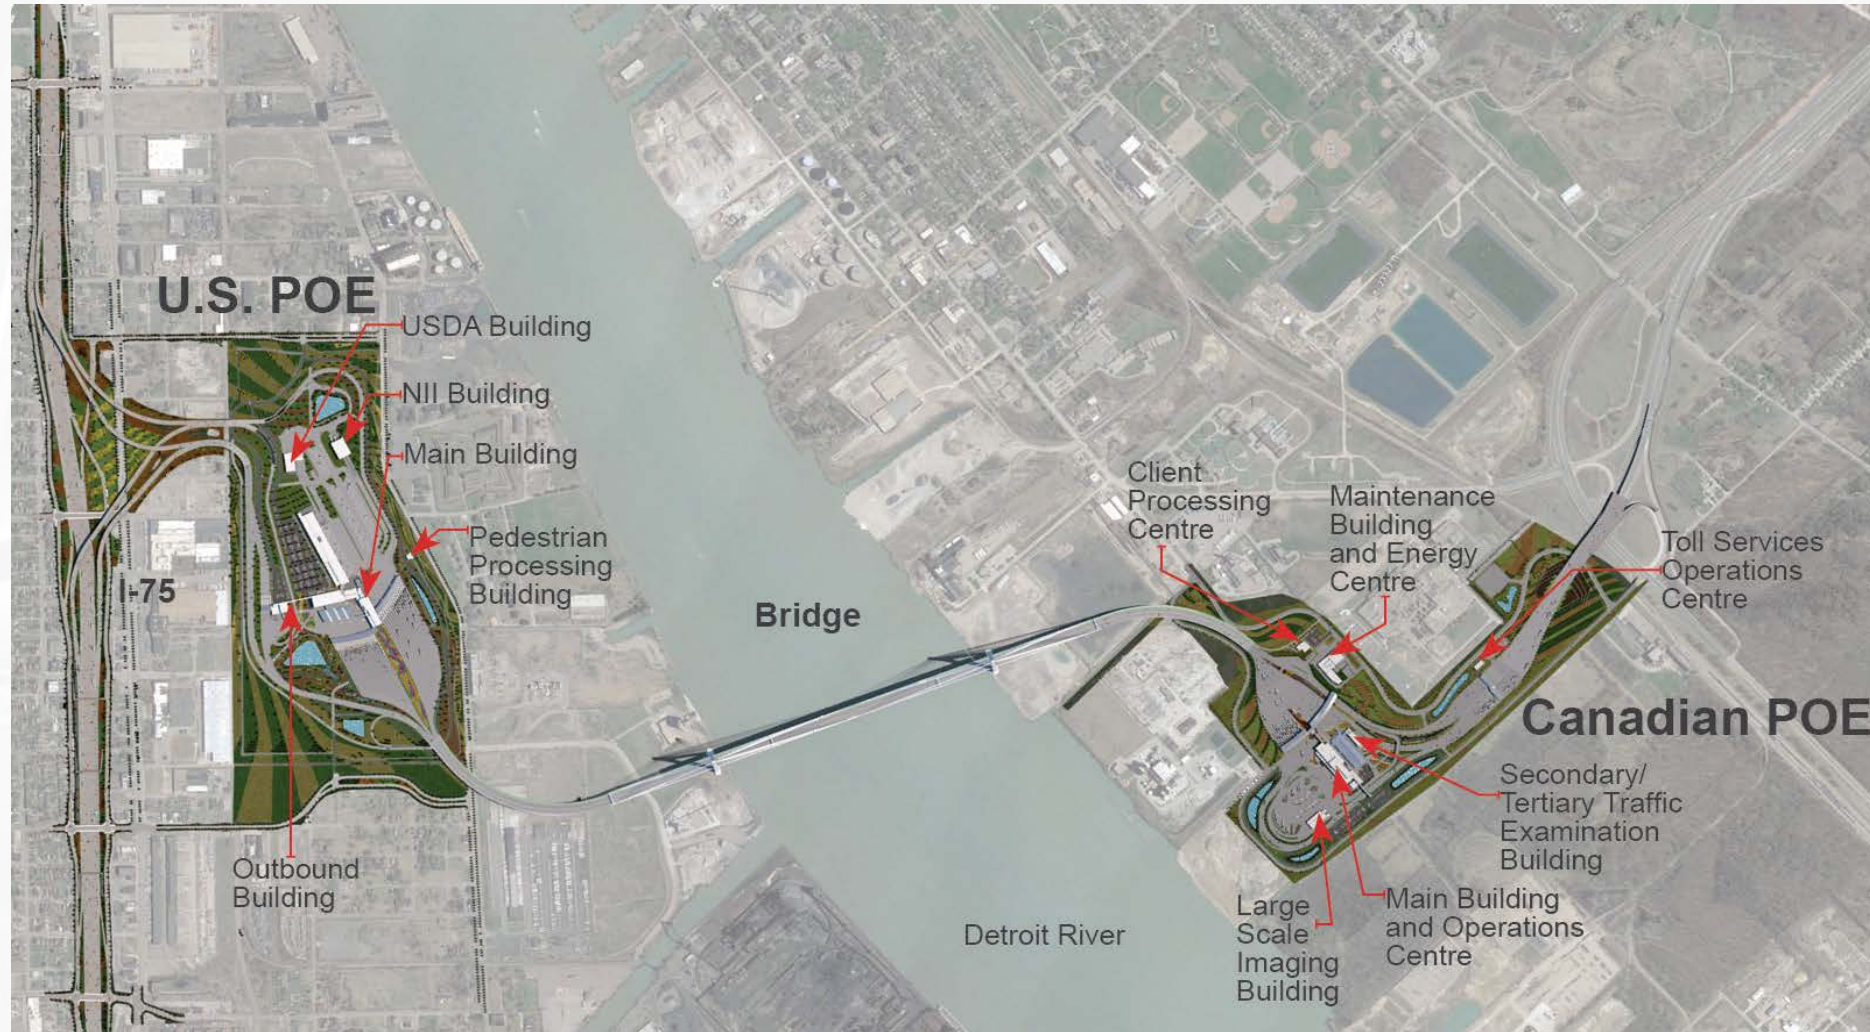 U.S. POE
USDA Building
NII Building
Main Building
Pedestrian
Processing
Building
I-75
Outbound
Building
Bridge
Detroit River
Client
Processing
Centre
Maintenance
Building
and Energy
Centre
Toll Services
Operations
Centre
Canadian POE
Secondary/
Tertiary Traffic
Examination
Building
Main Building
and Operations
Centre
Large
Scale
Imaging
Building